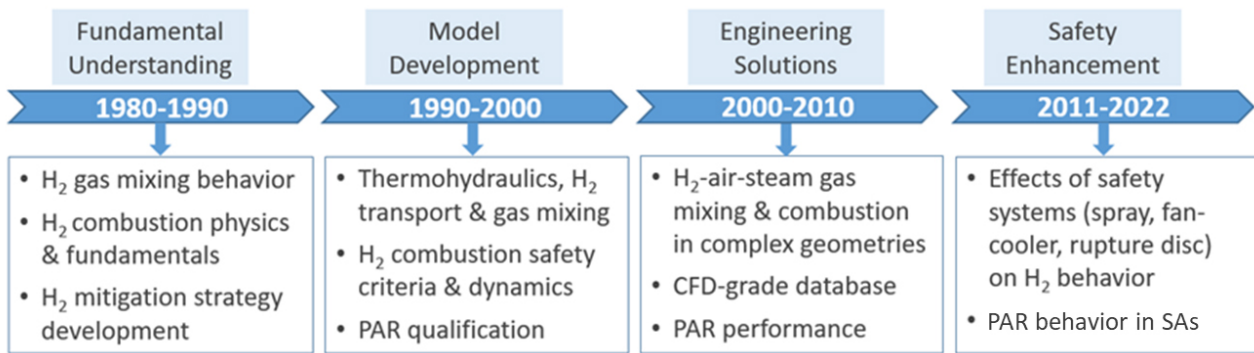 Fundamental
Understanding
1980-1990
• H₂ gas mixing behavior
• H₂ combustion physics
& fundamentals
• H₂ mitigation strategy
development
Model
Development
1990-2000
• Thermohydraulics, H₂
transport & gas mixing
• H₂ combustion safety
criteria & dynamics
• PAR qualification
Engineering
Solutions
2000-2010
• H₂-air-steam gas
mixing & combustion
in complex geometries
• CFD-grade database
• PAR performance
Safety
Enhancement
2011-2022
• Effects of safety
systems (spray, fan-
cooler, rupture disc)
on H₂ behavior
• PAR behavior in SAs